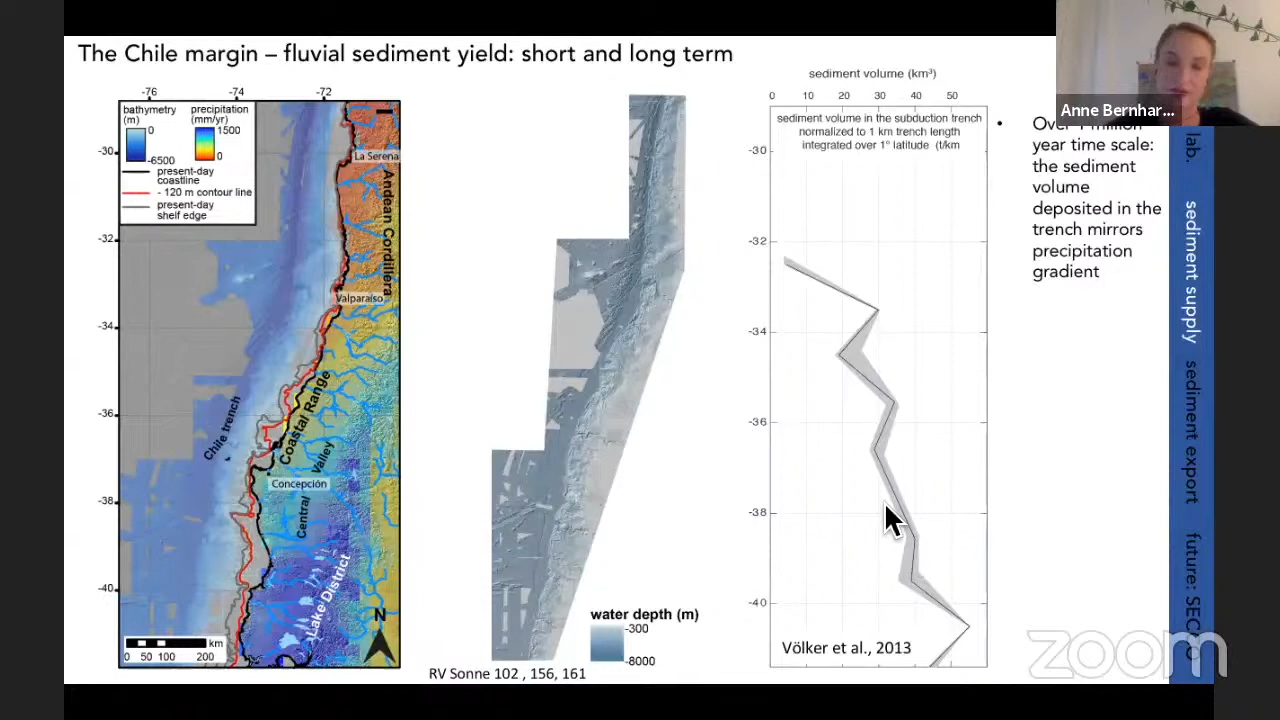 The Chile margin – fluvial sediment yield: short and long term
Anne Bernhar...
-76
-74
-72
bathymetry
(m)
0
-6500
precipitation
(mm/yr)
1500
0
present-day
coastline
- 120 m contour line
present-day
shelf edge
-30
-32
-34
-36
-38
-40
La Serena
Andean Cordillera
Valparaíso
Coastal Range
Chile trench
Valley
Concepción
Central
Lake District
N
km
0 50 100 200
water depth (m)
-300
-8000
RV Sonne 102 , 156, 161
sediment volume (km³)
0 10 20 30 40 50
sediment volume in the subduction trench
normalized to 1 km trench length
integrated over 1° latitude (t/km
-30
-32
-34
-36
-38
-40
Völker et al., 2013
• Over 1 million
year time scale:
the sediment
volume
deposited in the
trench mirrors
precipitation
gradient
lab.
sediment supply
sediment export
future: SEC
zoom